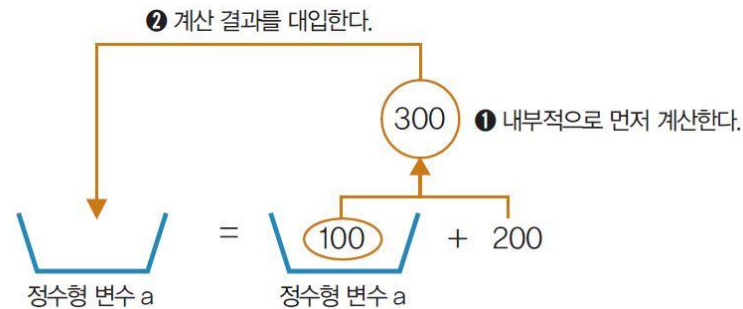 ❷ 계산 결과를 대입한다.
300 ❶ 내부적으로 먼저 계산한다.
= 100 + 200
정수형 변수 a 정수형 변수 a